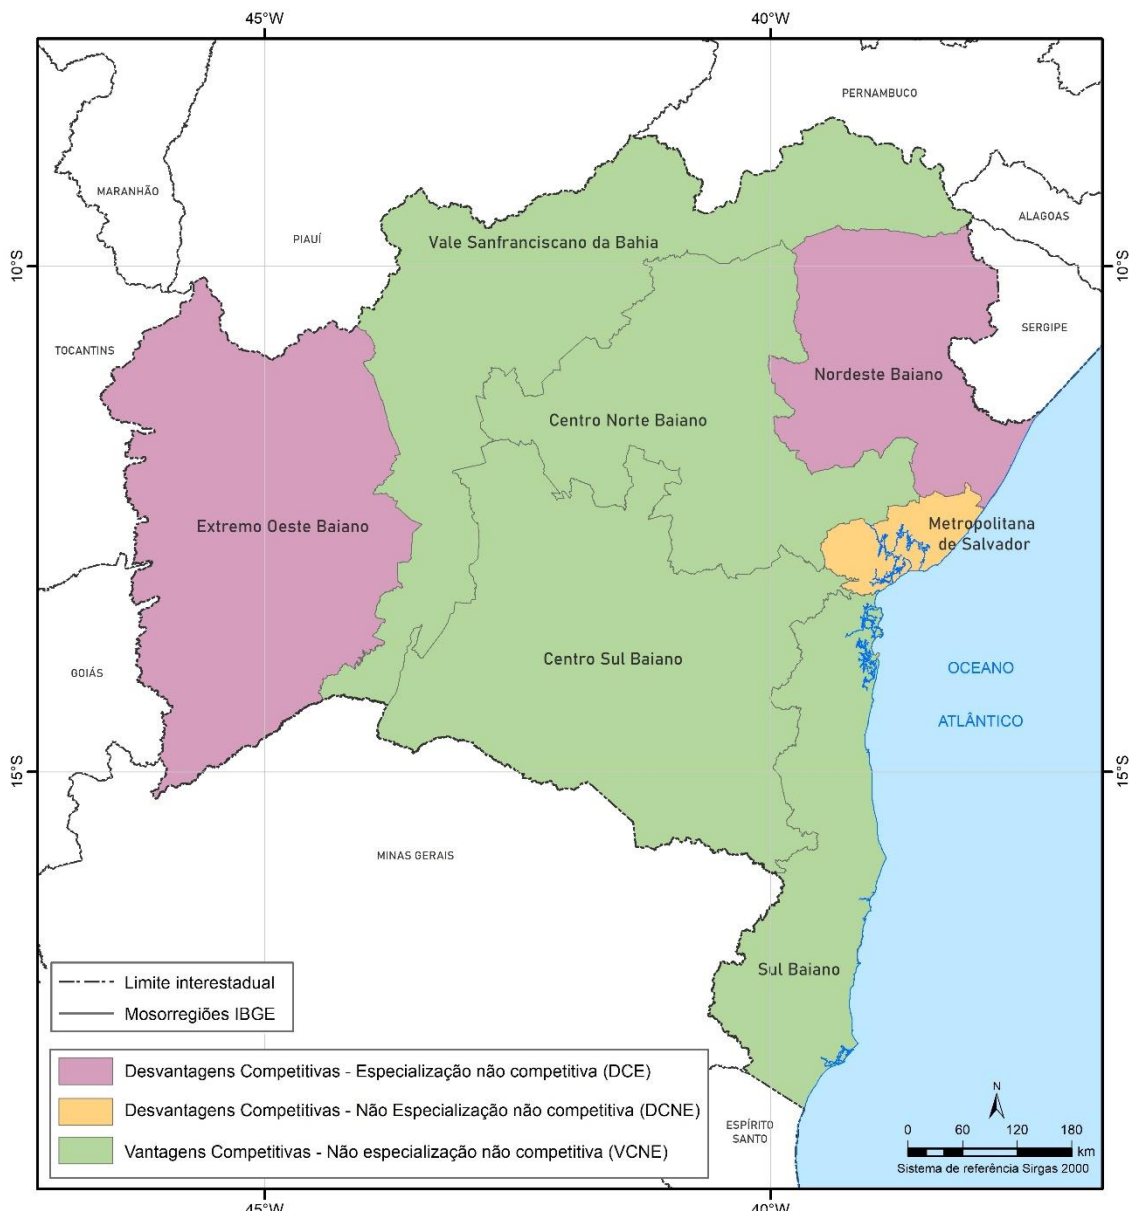 45°W
40°W
PERNAMBUCO
MARANHÃO
ALAGOAS
PIAUÍ
Vale Sanfranciscano da Bahia
10°S
10°S
SERGIPE
TOCANTINS
Nordeste Baiano
Centro Norte Baiano
Extremo Oeste Baiano
Metropolitana
de Salvador
Centro Sul Baiano
GOIÁS
OCEANO
ATLÂNTICO
15°S
15°S
MINAS GERAIS
Sul Baiano
Limite interestadual
Mosorregiões IBGE
Desvantagens Competitivas - Especialização não competitiva (DCE)
Desvantagens Competitivas - Não Especialização não competitiva (DCNE)
Vantagens Competitivas - Não especialização não competitiva (VCNE)
ESPÍRITO
SANTO
N
0 60 120 180
km
Sistema de referência Sirgas 2000
45°W
40°W